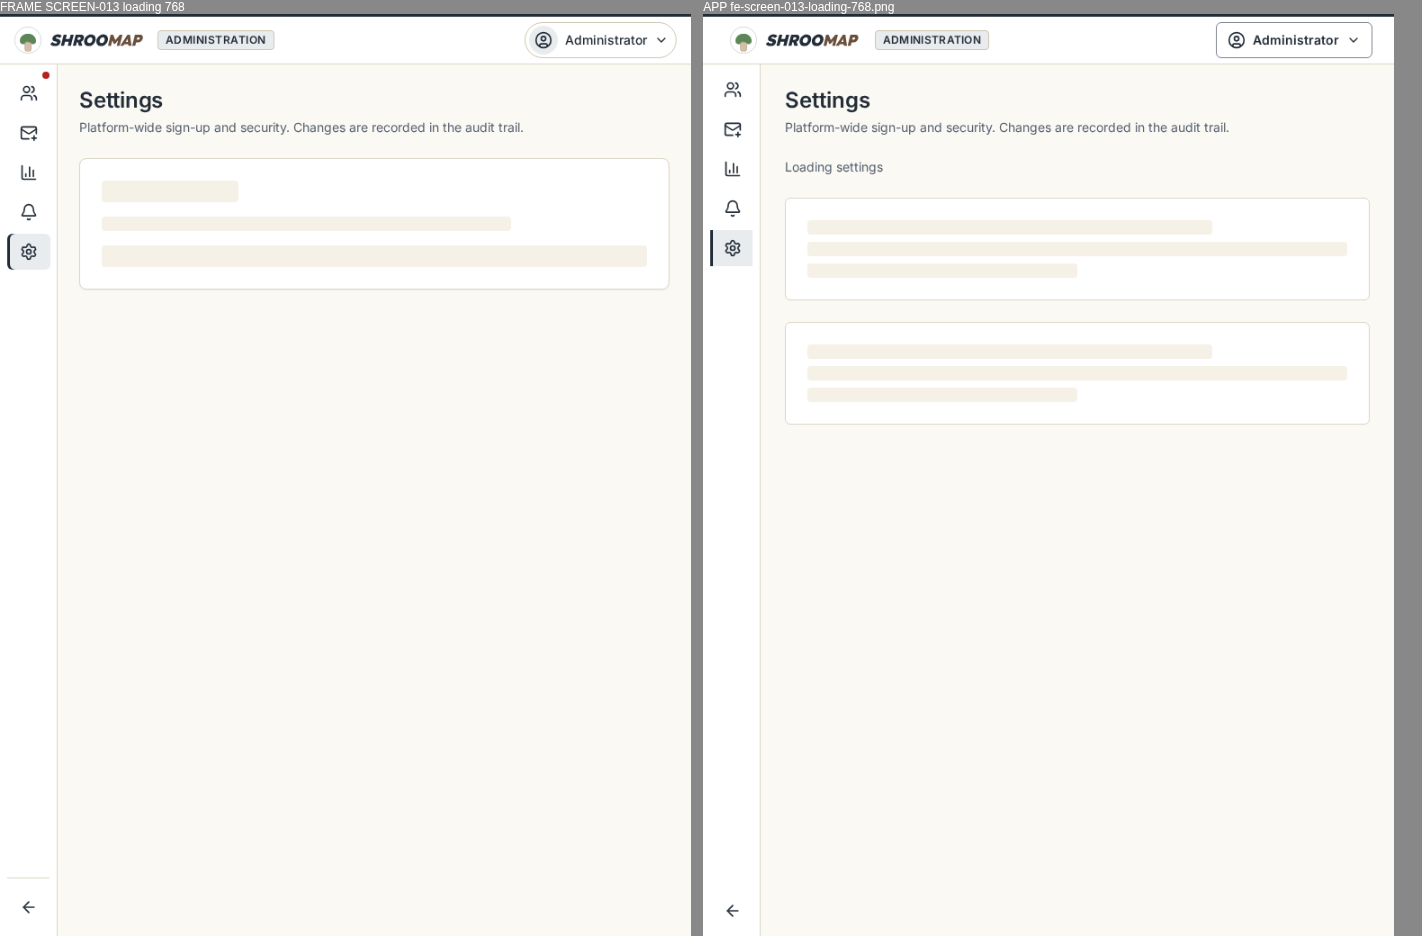 FRAME SCREEN-013 loading 768
SHROOMAP
ADMINISTRATION
Administrator
Settings
Platform-wide sign-up and security. Changes are recorded in the audit trail.
APP fe-screen-013-loading-768.png
SHROOMAP
ADMINISTRATION
Administrator
Settings
Platform-wide sign-up and security. Changes are recorded in the audit trail.
Loading settings